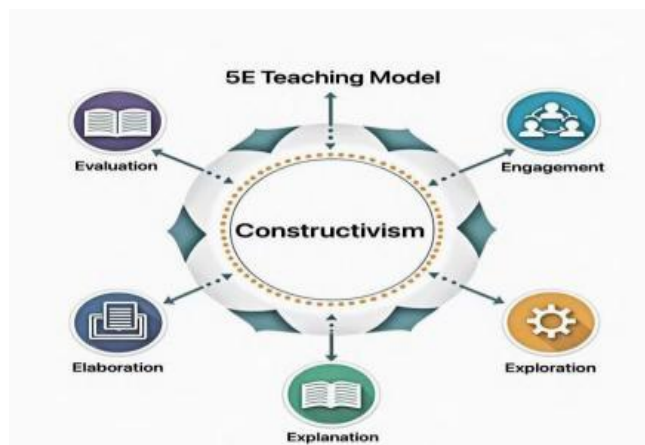 5E Teaching Model
Evaluation
Engagement
Constructivism
Elaboration
Exploration
Explanation